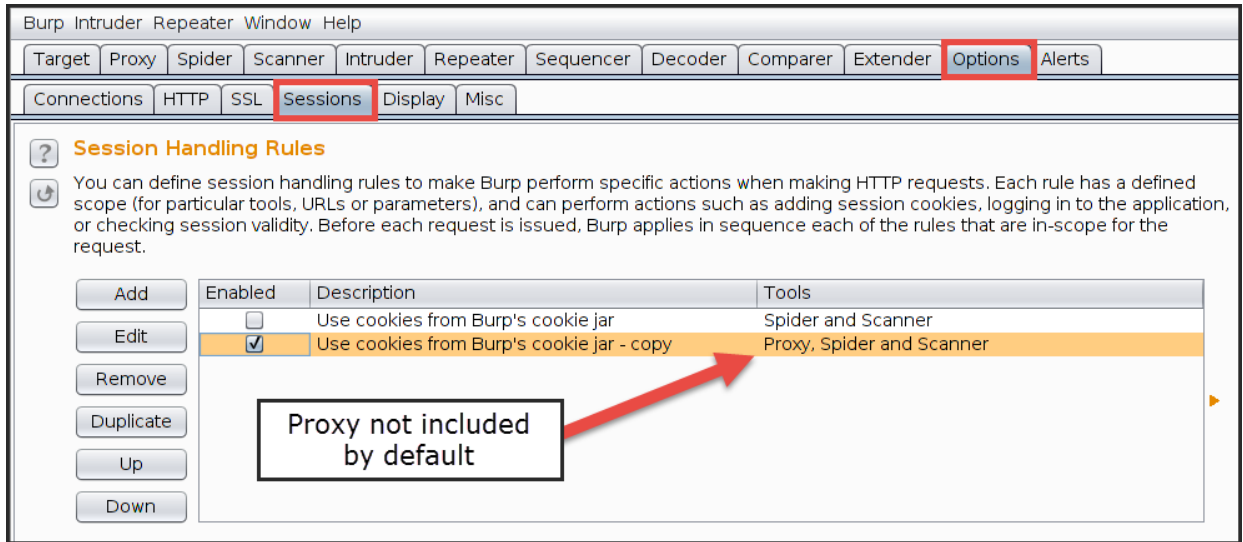 Burp Intruder Repeater Window Help
Target Proxy Spider Scanner Intruder Repeater Sequencer Decoder Comparer Extender Options Alerts
Connections HTTP SSL Sessions Display Misc
? Session Handling Rules
You can define session handling rules to make Burp perform specific actions when making HTTP requests. Each rule has a defined
scope (for particular tools, URLs or parameters), and can perform actions such as adding session cookies, logging in to the application,
or checking session validity. Before each request is issued, Burp applies in sequence each of the rules that are in-scope for the
request.
Add
Edit
Remove
Duplicate
Up
Down
Enabled Description Tools
Use cookies from Burp's cookie jar Spider and Scanner
Use cookies from Burp's cookie jar - copy Proxy, Spider and Scanner
Proxy not included
by default